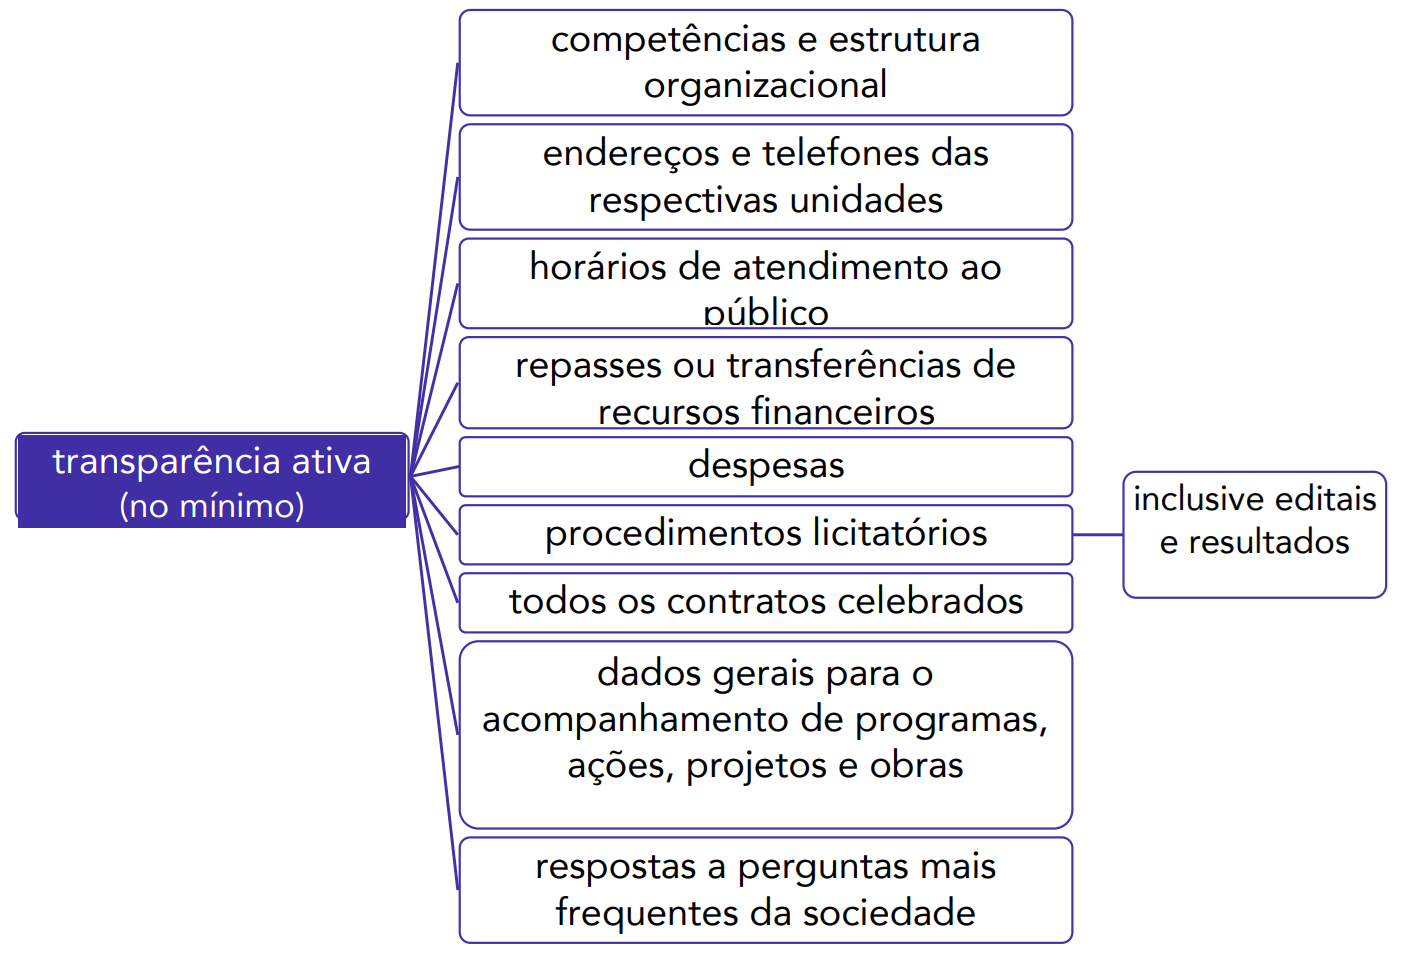 competências e estrutura
organizacional
endereços e telefones das
respectivas unidades
horários de atendimento ao
público
repasses ou transferências de
recursos financeiros
transparência ativa
(no mínimo)
despesas
procedimentos licitatórios
inclusive editais
e resultados
todos os contratos celebrados
dados gerais para o
acompanhamento de programas,
ações, projetos e obras
respostas a perguntas mais
frequentes da sociedade